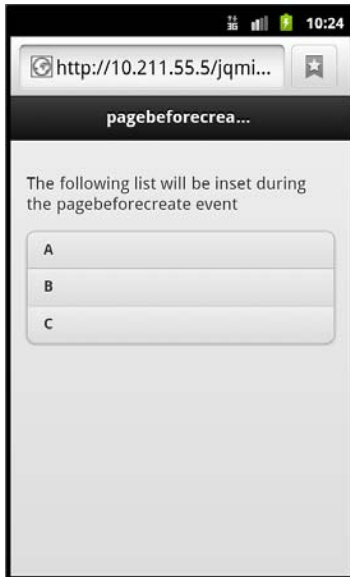 3G 10:24
http://10.211.55.5/jqmi...
pagebeforecrea...
The following list will be inset during
the pagebeforecreate event
A
B
C